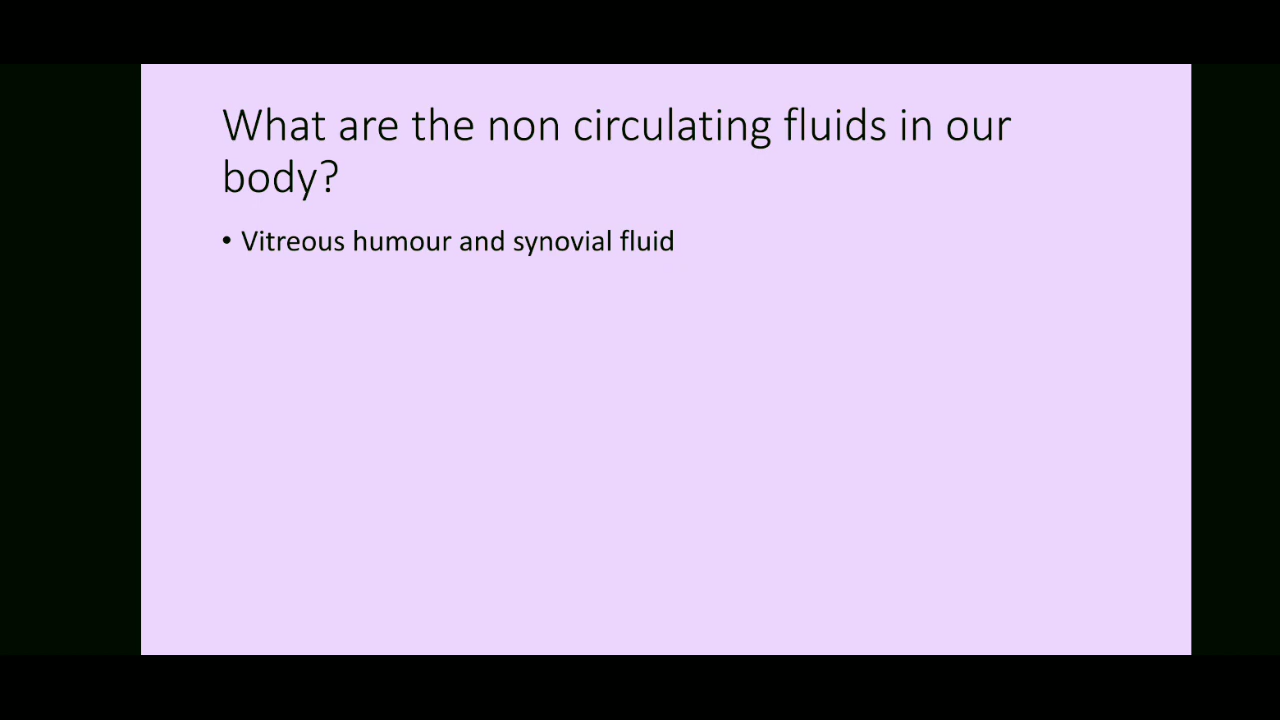 What are the non circulating fluids in our
body?
• Vitreous humour and synovial fluid